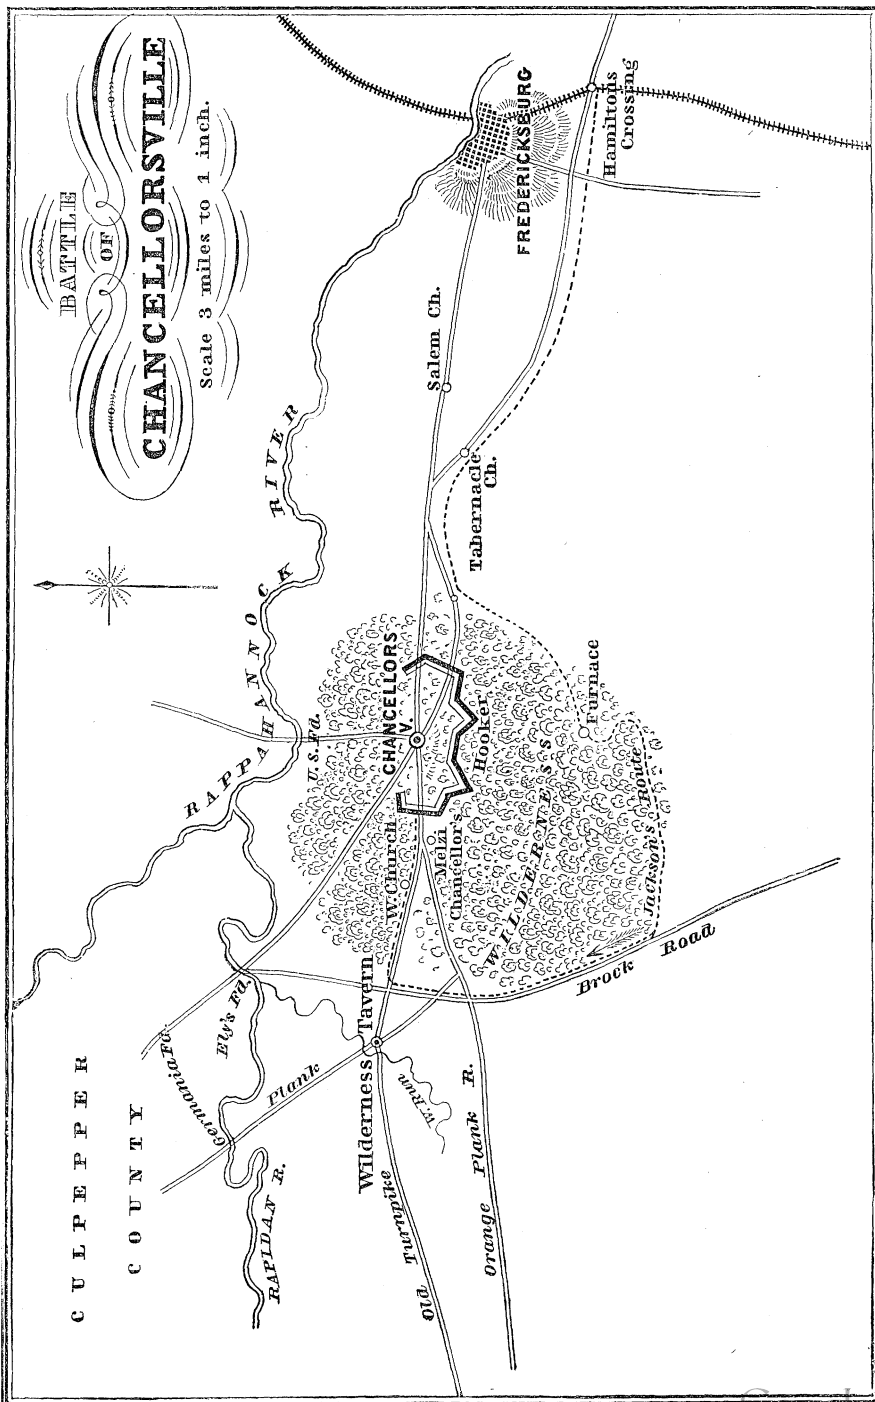 BATTLE
OF
CHANCELLORSVILLE
Scale 3 miles to 1 inch.
CULPEPPER
COUNTY
RAPPAHANNOCK RIVER
RAPIDAN R.
Germania Fd.
Ely's Fd.
U. S. Fd.
Plank
Old Turnpike
Orange Plank R.
W. Run
Wilderness Tavern
W. Church
Melzi
Chancellor's
CHANCELLORS
V.
Hooker
WILDERNESS
Furnace
Jackson's Route
Brock Road
Tabernacle
Ch.
Salem Ch.
FREDERICKSBURG
Hamiltons
Crossing